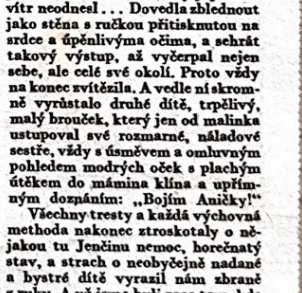 vítr neodnesl... Dovedla zblednout
jako stěna s ručkou přitisknutou na
srdce a úpěnlivýma očima, a sehrát
takový výstup, až vyčerpal nejen
sebe, ale celé své okolí. Proto vždy
na konec zvítězila. A vedle ní skrom-
ně vyrůstalo druhé dítě, trpělivý,
malý brouček, který jen od malinka
ustupoval své rozmarné, náladové
sestře, vždy s úsměvem a omluvným
pohledem modrých oček s plachým
útěkem do mámina klína a upřím-
ným doznáním: „Bojím Aničky!“
Všechny tresty a každá výchovná
methoda nakonec ztroskotaly o ně-
jakou tu Jenčinu nemoc, horečnatý
stav, a strach o neobyčejně nadané
a bystré dítě vyrazil nám zbraně